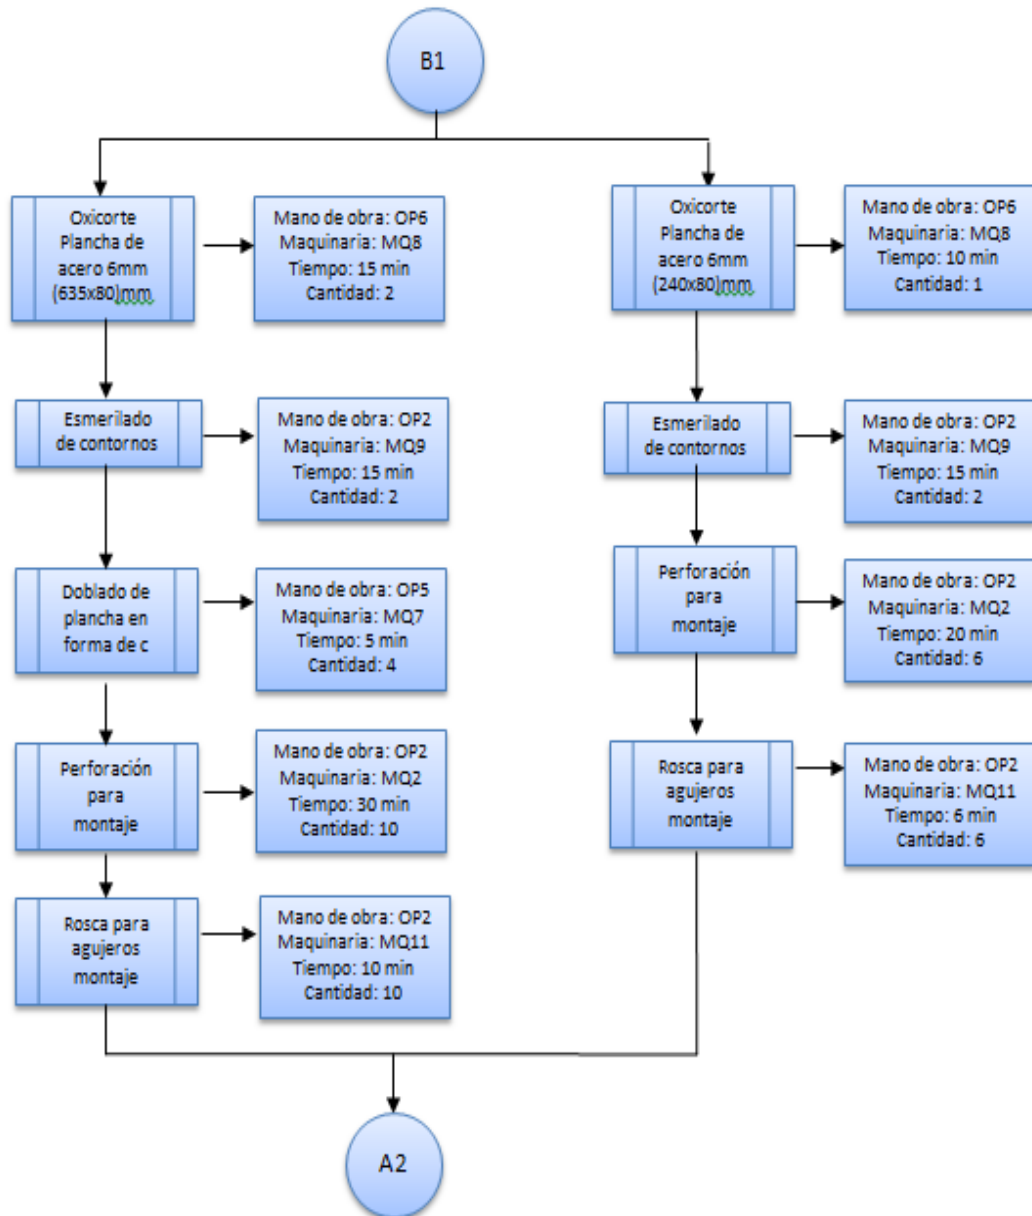 B1
Oxicorte
Plancha de
acero 6mm
(635x80)mm
Mano de obra: OP6
Maquinaria: MQ8
Tiempo: 15 min
Cantidad: 2
Esmerilado
de contornos
Mano de obra: OP2
Maquinaria: MQ9
Tiempo: 15 min
Cantidad: 2
Doblado de
plancha en
forma de c
Mano de obra: OP5
Maquinaria: MQ7
Tiempo: 5 min
Cantidad: 4
Perforación
para
montaje
Mano de obra: OP2
Maquinaria: MQ2
Tiempo: 30 min
Cantidad: 10
Rosca para
agujeros
montaje
Mano de obra: OP2
Maquinaria: MQ11
Tiempo: 10 min
Cantidad: 10
Oxicorte
Plancha de
acero 6mm
(240x80)mm
Mano de obra: OP6
Maquinaria: MQ8
Tiempo: 10 min
Cantidad: 1
Esmerilado
de contornos
Mano de obra: OP2
Maquinaria: MQ9
Tiempo: 15 min
Cantidad: 2
Perforación
para
montaje
Mano de obra: OP2
Maquinaria: MQ2
Tiempo: 20 min
Cantidad: 6
Rosca para
agujeros
montaje
Mano de obra: OP2
Maquinaria: MQ11
Tiempo: 6 min
Cantidad: 6
A2